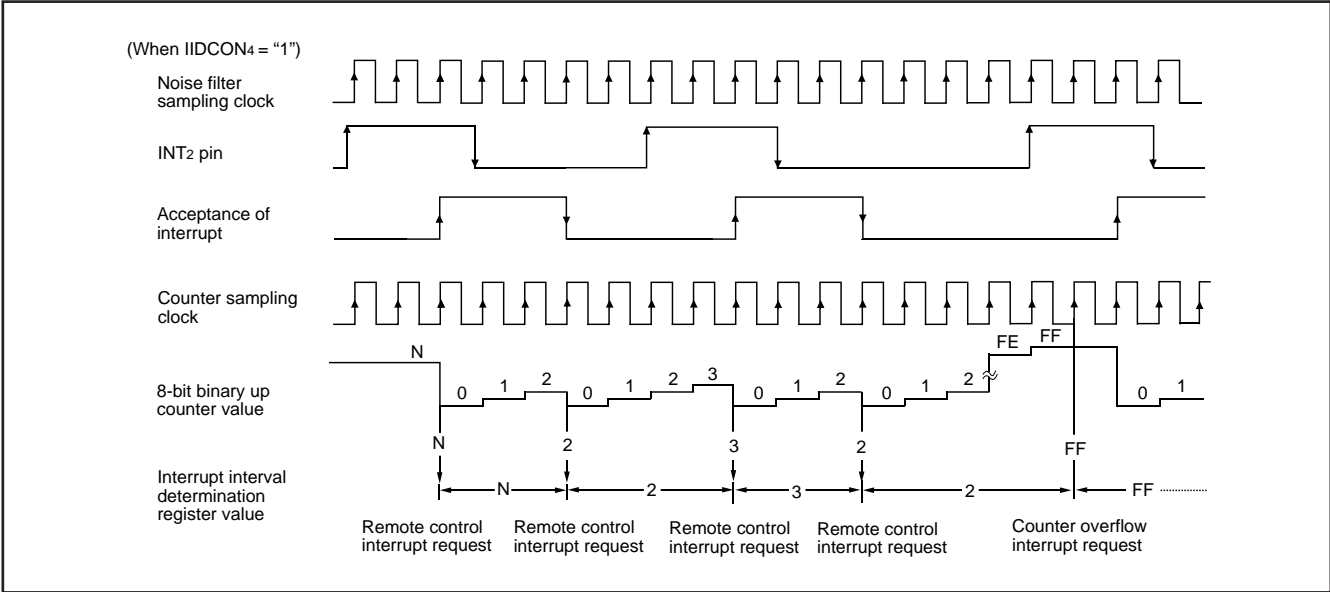 (When IIDCON4 = “1”)
Noise filter
sampling clock
INT2 pin
Acceptance of
interrupt
Counter sampling
clock
8-bit binary up
counter value
N
0 1 2 0 1 2 3 0 1 2 0 1 2 FE FF 0 1
N 2 3 2 FF
Interrupt interval
determination
register value
N 2 3 2 FF
Remote control
interrupt request
Remote control
interrupt request
Remote control
interrupt request
Remote control
interrupt request
Counter overflow
interrupt request